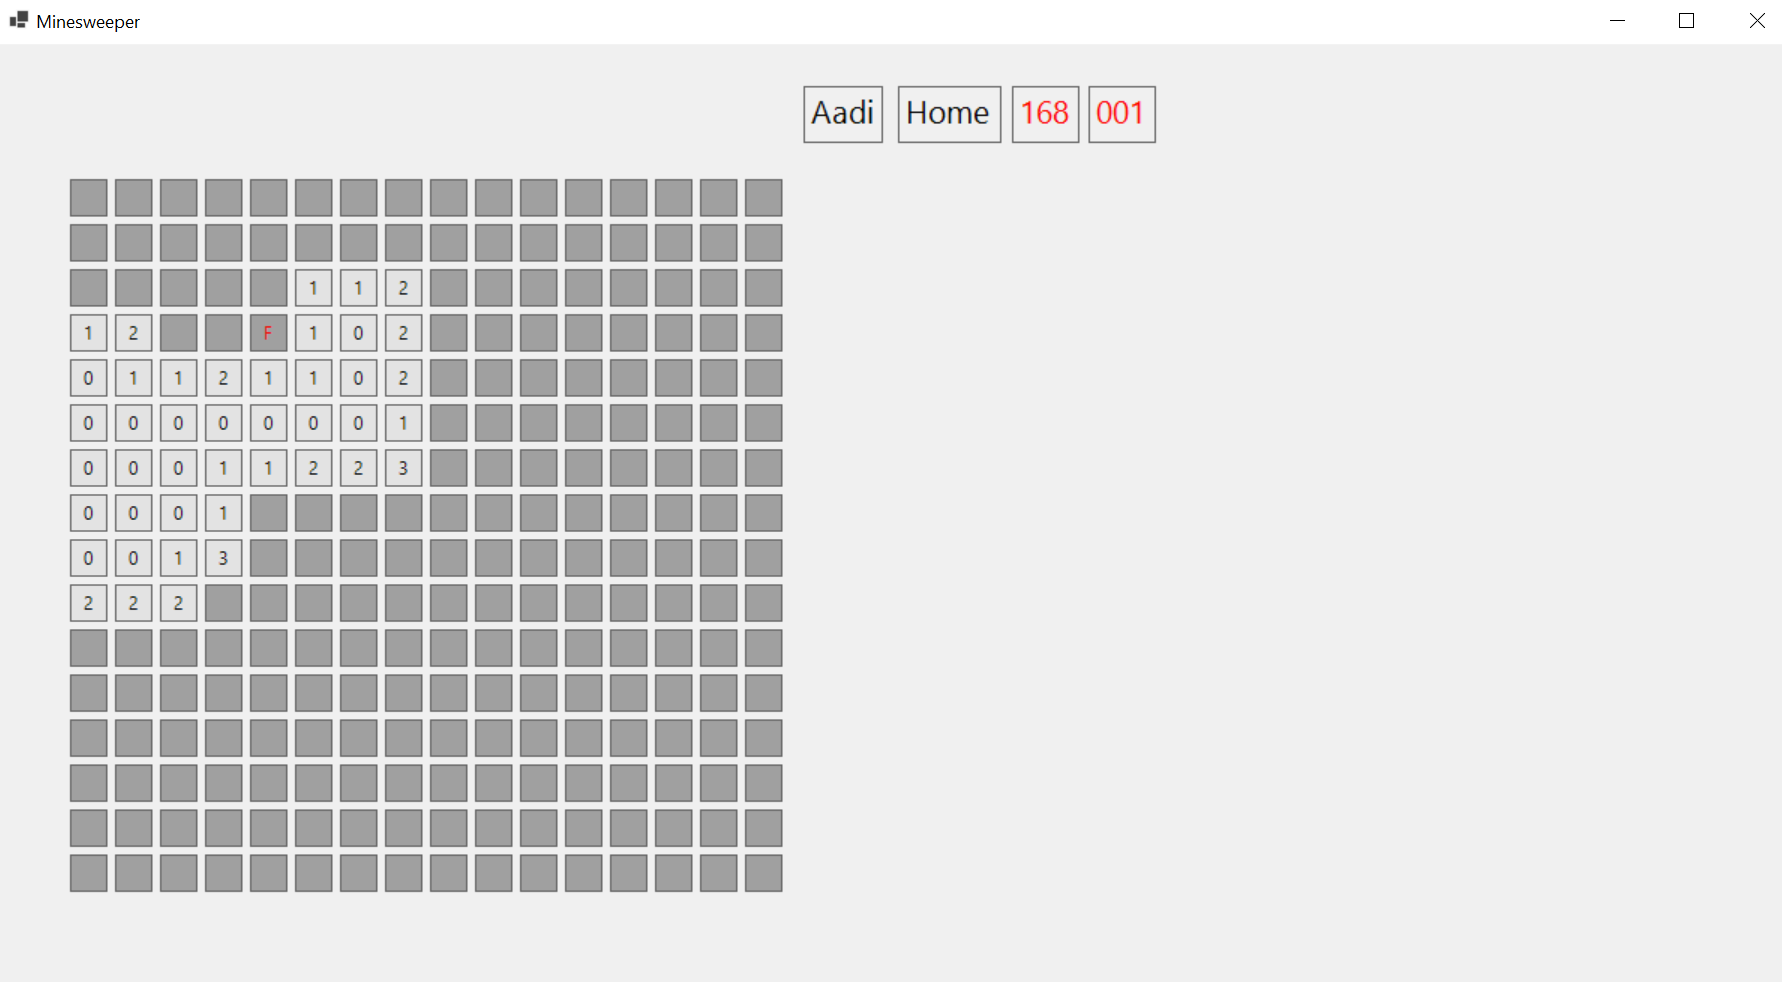 Minesweeper
Aadi Home 168 001
1 1 2
1 2 F 1 0 2
0 1 1 2 1 1 0 2
0 0 0 0 0 0 0 1
0 0 0 1 1 2 2 3
0 0 0 1
0 0 1 3
2 2 2